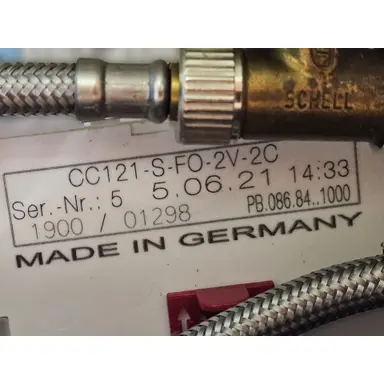 SCHELL
CC121-S-FO-2V-2C
Ser.-Nr.: 5 5.06.21 14:33
1900 / 01298 PB.086.84..1000
MADE IN GERMANY